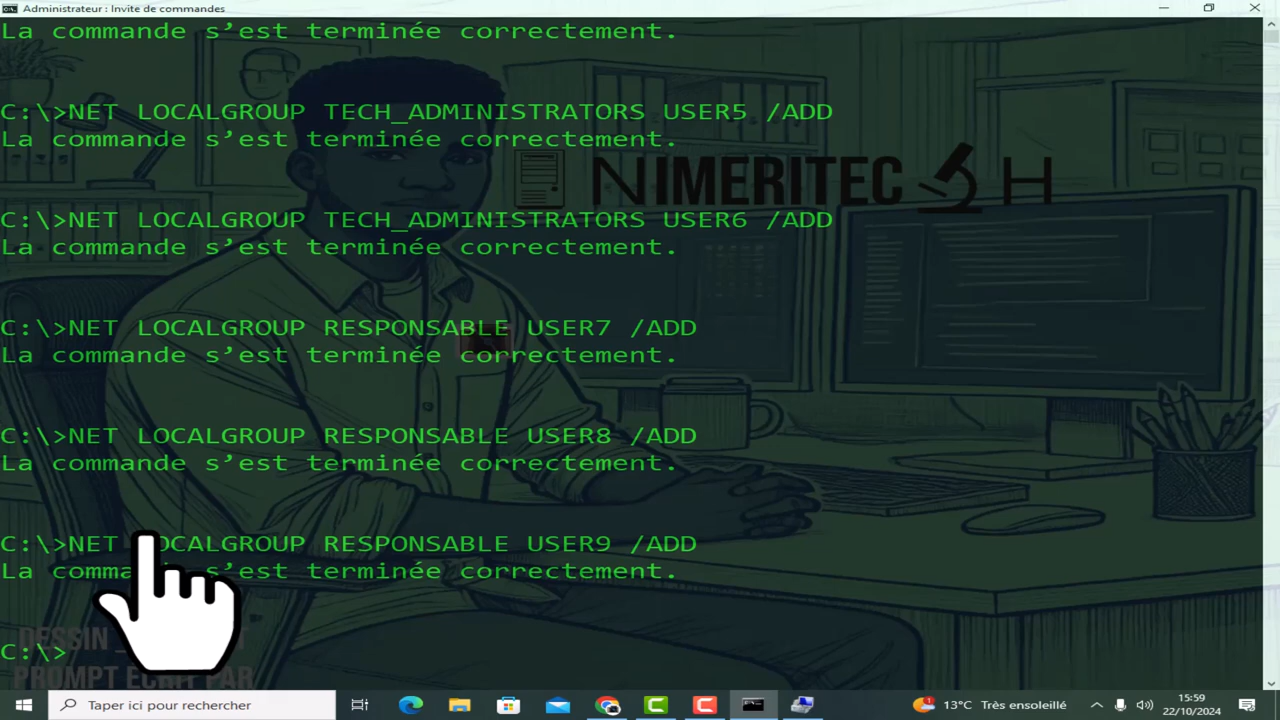 Administrateur : Invite de commandes
La commande s’est terminée correctement.
C:\>NET LOCALGROUP TECH_ADMINISTRATORS USER5 /ADD
La commande s’est terminée correctement.
NIMERITEC H
C:\>NET LOCALGROUP TECH_ADMINISTRATORS USER6 /ADD
La commande s’est terminée correctement.
C:\>NET LOCALGROUP RESPONSABLE USER7 /ADD
La commande s’est terminée correctement.
C:\>NET LOCALGROUP RESPONSABLE USER8 /ADD
La commande s’est terminée correctement.
C:\>NET LOCALGROUP RESPONSABLE USER9 /ADD
La commande s’est terminée correctement.
DESSIN
C:\>
PROMPT ECRIT PAR
Taper ici pour rechercher
13°C Très ensoleillé
15:59
22/10/2024